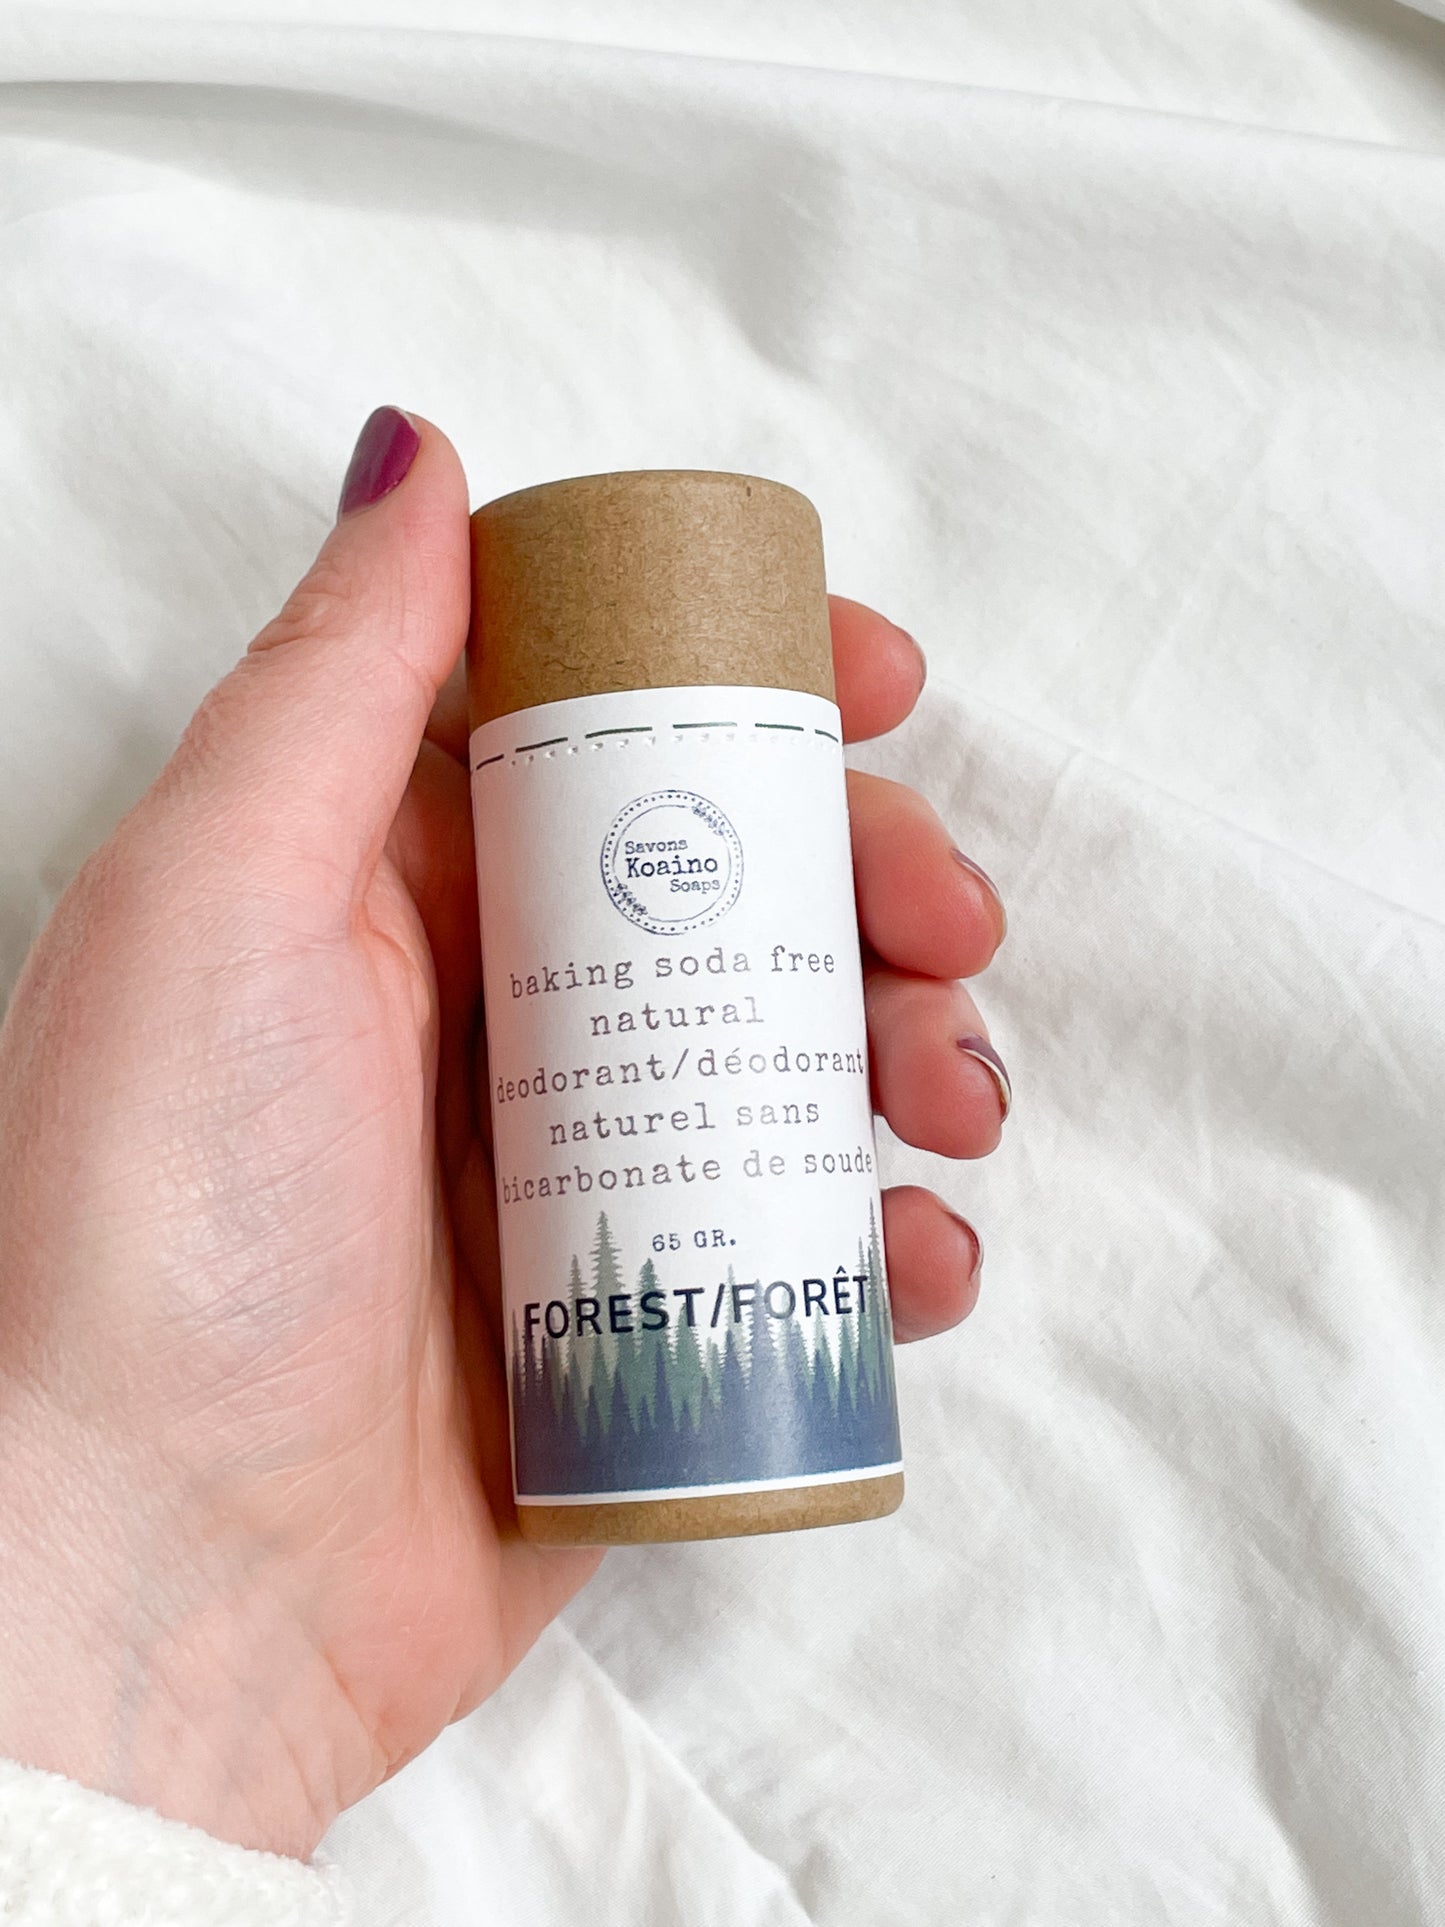 Savons
Koaino
Soaps
baking soda free
natural
deodorant/déodorant
naturel sans
bicarbonate de soude
65 GR.
FOREST/FORÊT